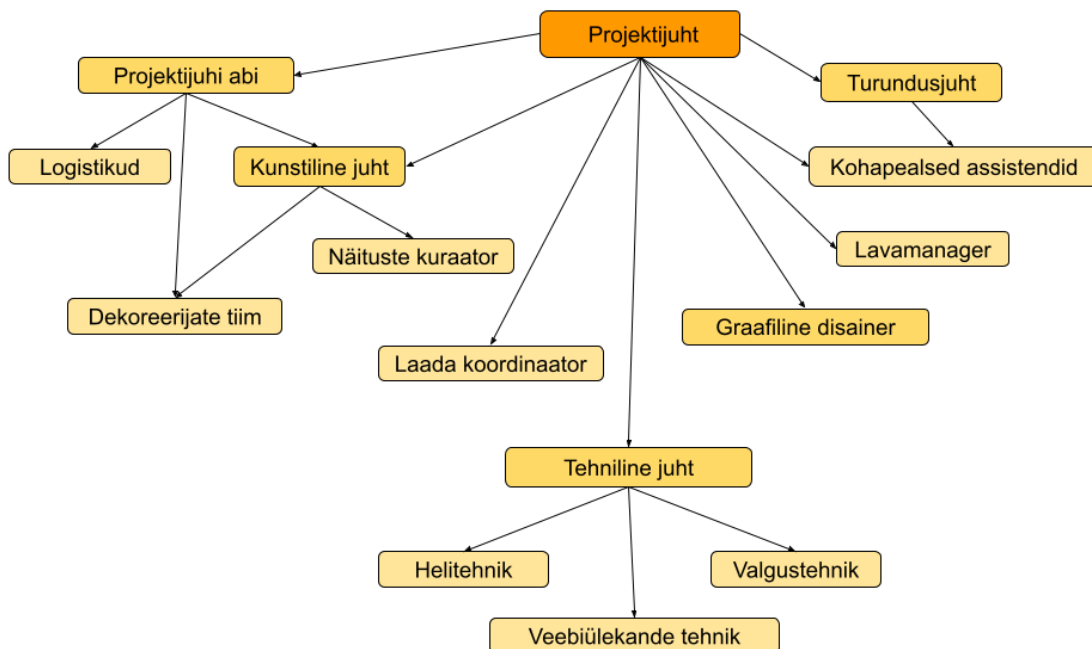 Projektijuht
Projektijuhi abi
Turundusjuht
Logistikud
Kunstiline juht
Kohapealsed assistendid
Näituste kuraator
Lavamanager
Dekoreerijate tiim
Graafiline disainer
Laada koordinaator
Tehniline juht
Helitehnik
Valgustehnik
Veebiülekande tehnik